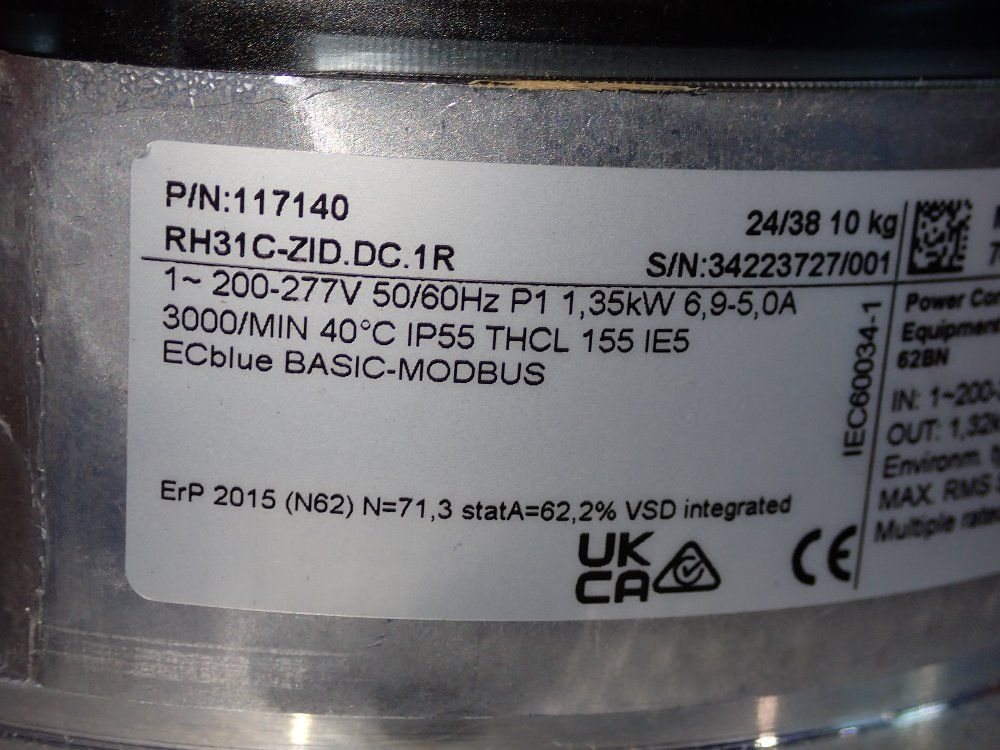 P/N:117140
RH31C-ZID.DC.1R
24/38 10 kg
S/N:34223727/001
1~ 200-277V 50/60Hz P1 1,35kW 6,9-5,0A
3000/MIN 40°C IP55 THCL 155 IE5
ECblue BASIC-MODBUS
IEC60034-1
ErP 2015 (N62) N=71,3 statA=62,2% VSD integrated
UK
CA
CE
Power
Equipment
62BN
IN: 1~200-
OUT: 1,32
Environm.
MAX. RMS
Multiple